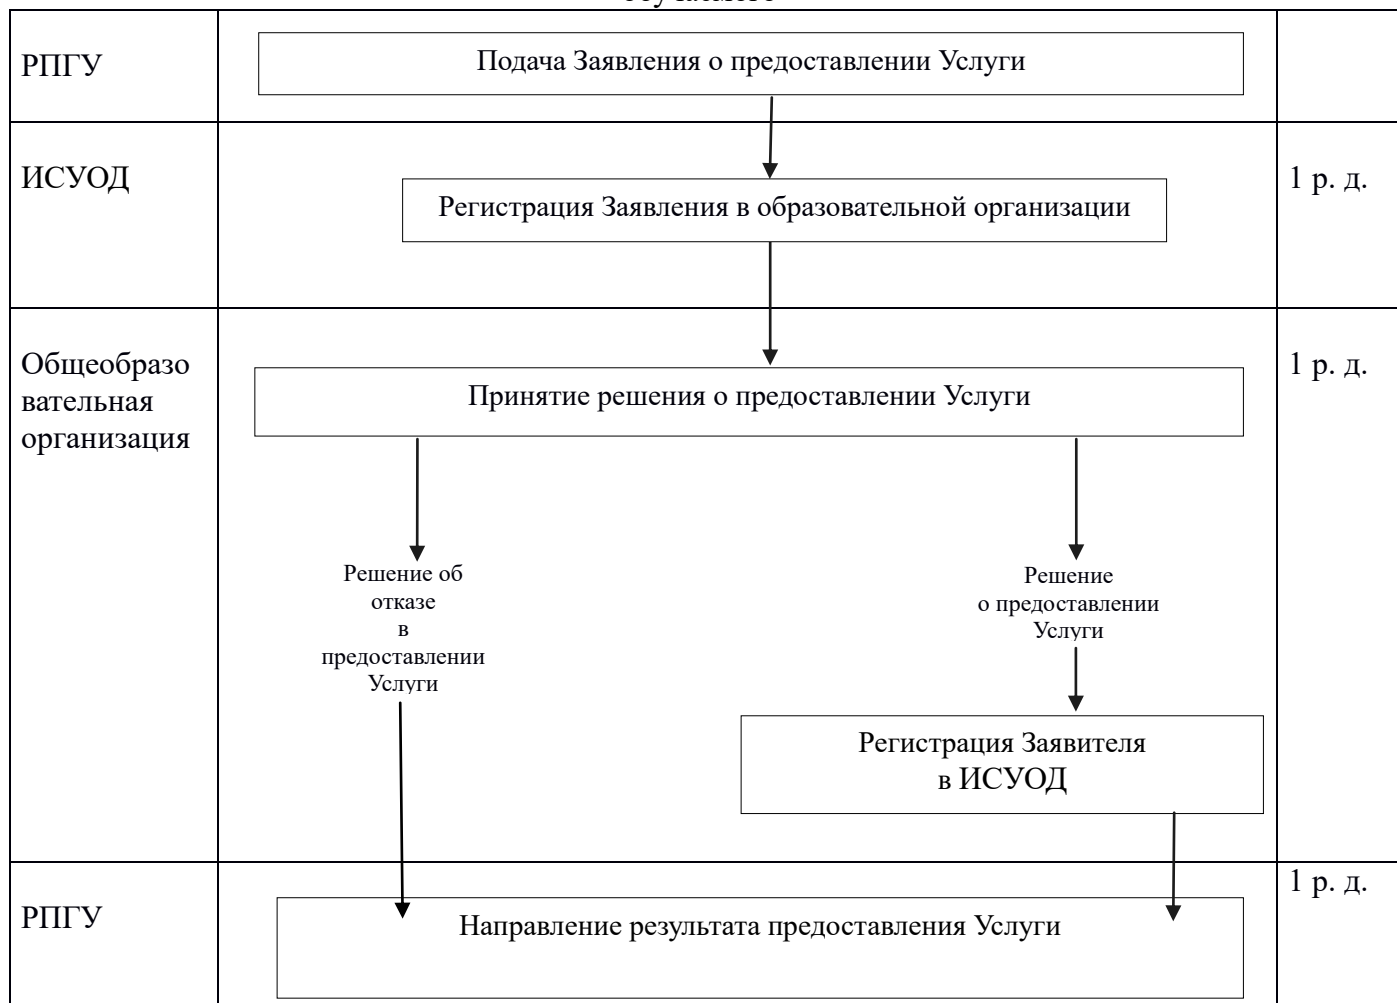 РПГУ
Подача Заявления о предоставлении Услуги
ИСУОД
Регистрация Заявления в образовательной организации
1 р. д.
Общеобразо
вательная
организация
Принятие решения о предоставлении Услуги
1 р. д.
Решение об
отказе
в
предоставлении
Услуги
Решение
о предоставлении
Услуги
Регистрация Заявителя
в ИСУОД
РПГУ
Направление результата предоставления Услуги
1 р. д.